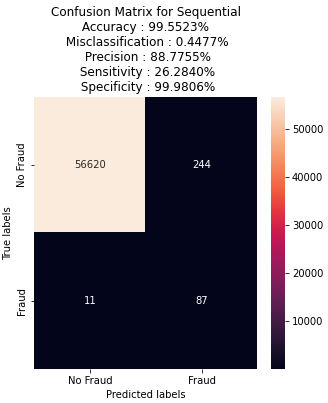 Confusion Matrix for Sequential
Accuracy : 99.5523%
Misclassification : 0.4477%
Precision : 88.7755%
Sensitivity : 26.2840%
Specificity : 99.9806%
True labels
No Fraud
Fraud
56620
244
11
87
No Fraud
Fraud
Predicted labels
50000
40000
30000
20000
10000